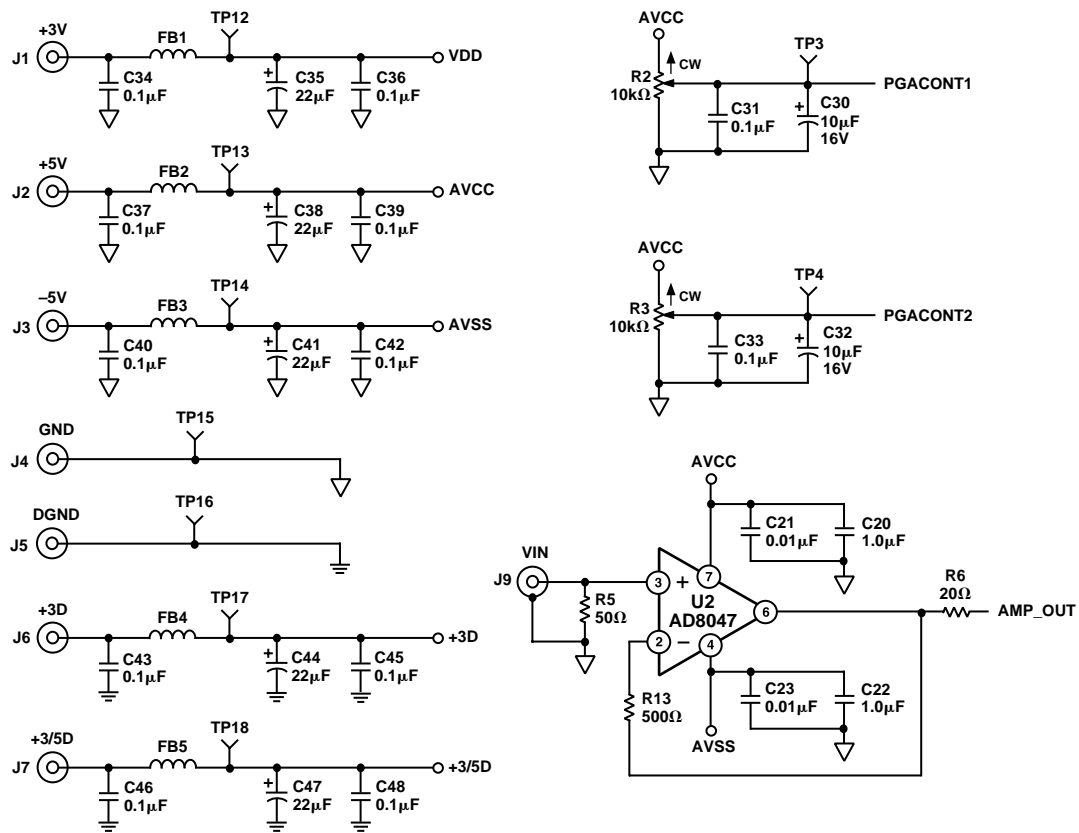 +3V
J1
FB1
TP12
VDD
C34
0.1μF
C35
22μF
C36
0.1μF
+
+5V
J2
FB2
TP13
AVCC
C37
0.1μF
C38
22μF
C39
0.1μF
+
–5V
J3
FB3
TP14
AVSS
C40
0.1μF
C41
22μF
C42
0.1μF
+
GND
J4
TP15
DGND
J5
TP16
+3D
J6
FB4
TP17
+3D
C43
0.1μF
C44
22μF
C45
0.1μF
+
+3/5D
J7
FB5
TP18
+3/5D
C46
0.1μF
C47
22μF
C48
0.1μF
+
AVCC
CW
R2
10kΩ
TP3
PGACONT1
C31
0.1μF
+
C30
10μF
16V
AVCC
CW
R3
10kΩ
TP4
PGACONT2
C33
0.1μF
+
C32
10μF
16V
AVCC
C21
0.01μF
C20
1.0μF
VIN
J9
R5
50Ω
3
+
7
U2
AD8047
6
2
–
4
R6
20Ω
AMP_OUT
R13
500Ω
C23
0.01μF
C22
1.0μF
AVSS